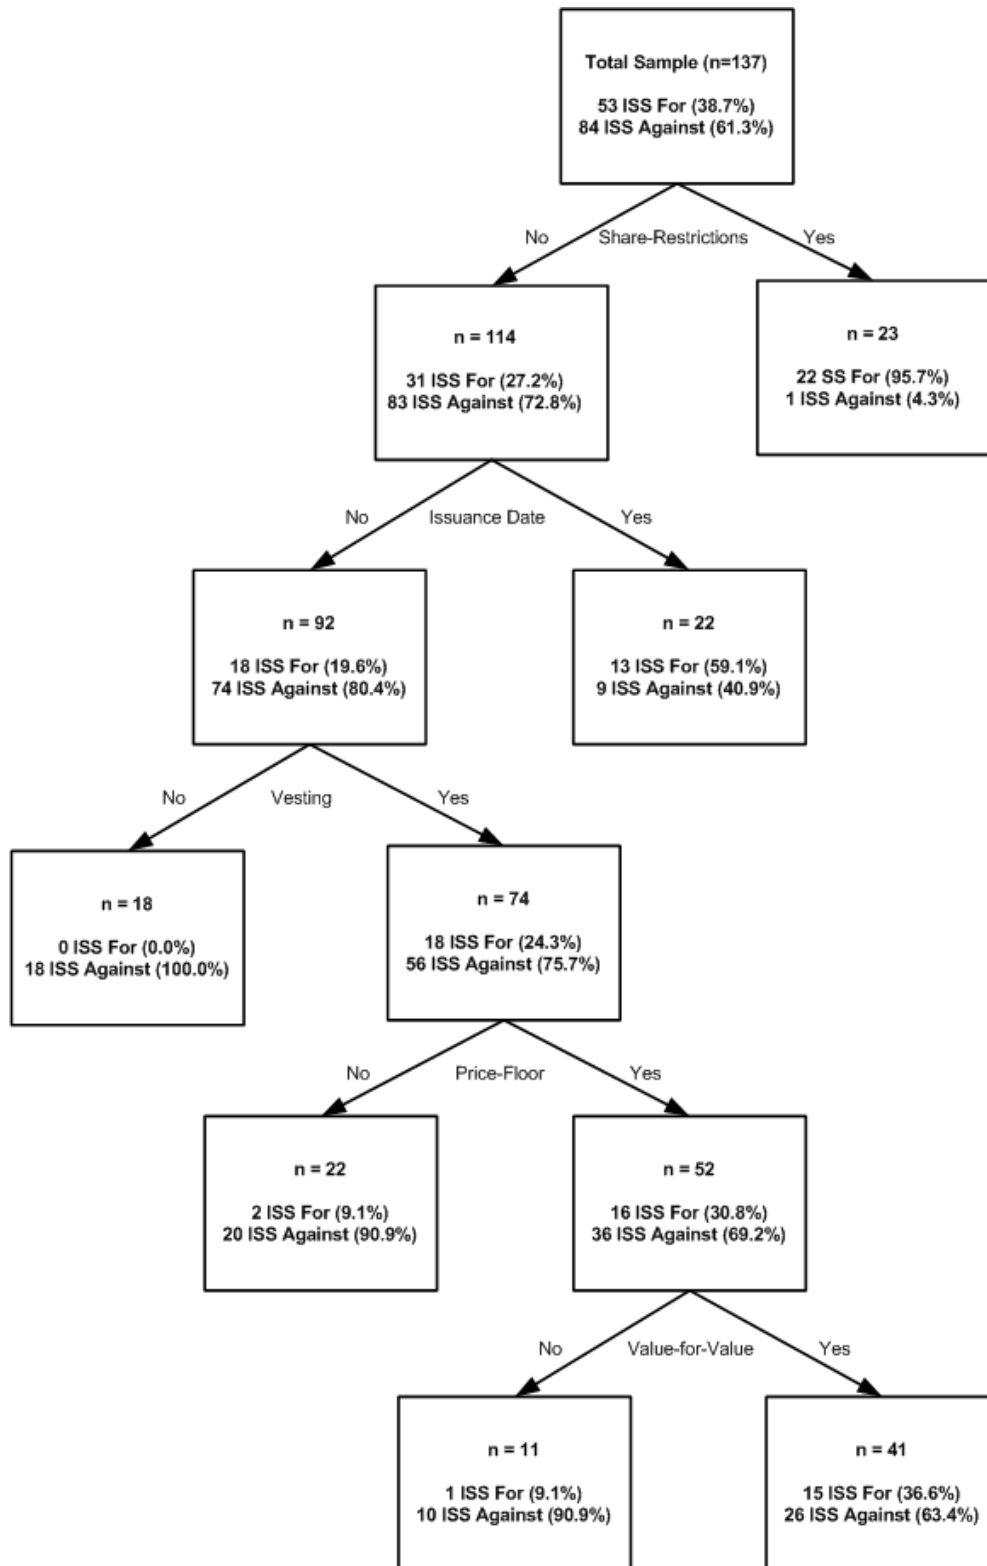 Total Sample (n=137)
53 ISS For (38.7%)
84 ISS Against (61.3%)
No
Share-Restrictions
Yes
n = 114
31 ISS For (27.2%)
83 ISS Against (72.8%)
n = 23
22 SS For (95.7%)
1 ISS Against (4.3%)
No
Issuance Date
Yes
n = 92
18 ISS For (19.6%)
74 ISS Against (80.4%)
n = 22
13 ISS For (59.1%)
9 ISS Against (40.9%)
No
Vesting
Yes
n = 18
0 ISS For (0.0%)
18 ISS Against (100.0%)
n = 74
18 ISS For (24.3%)
56 ISS Against (75.7%)
No
Price-Floor
Yes
n = 22
2 ISS For (9.1%)
20 ISS Against (90.9%)
n = 52
16 ISS For (30.8%)
36 ISS Against (69.2%)
No
Value-for-Value
Yes
n = 11
1 ISS For (9.1%)
10 ISS Against (90.9%)
n = 41
15 ISS For (36.6%)
26 ISS Against (63.4%)